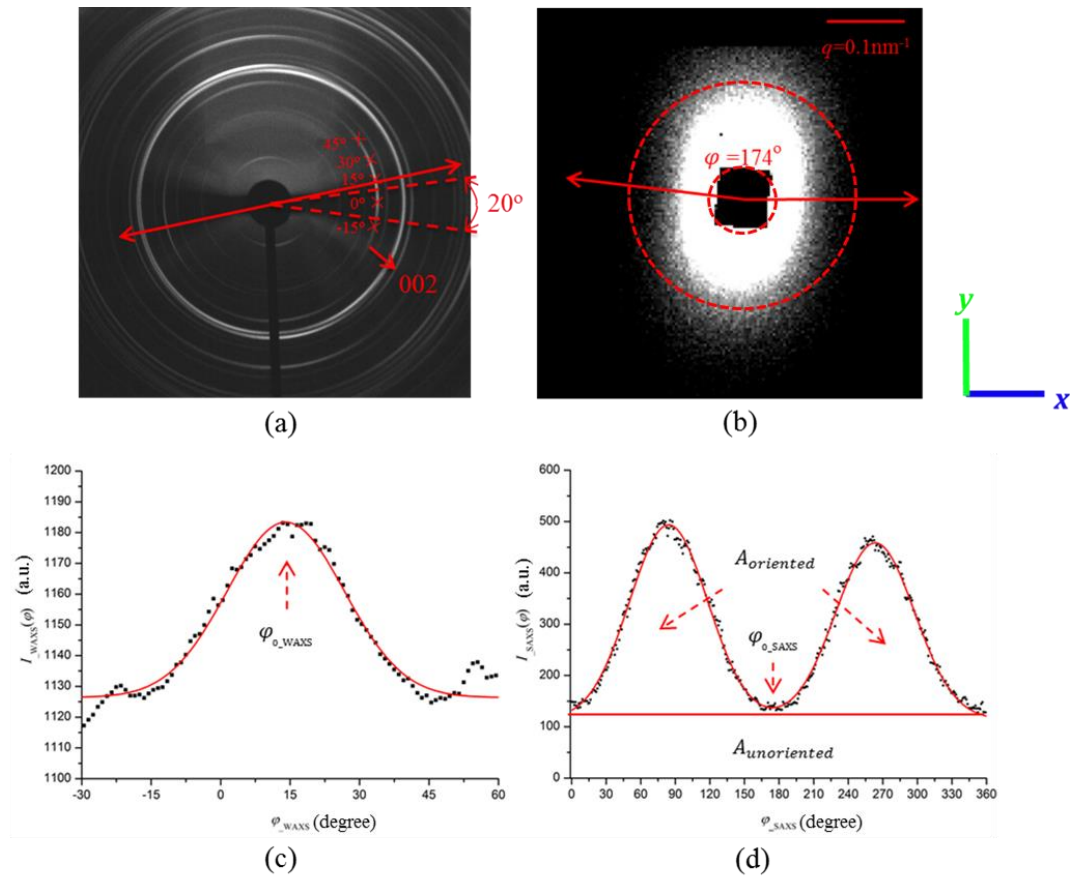 45°
30°
15°
0°
-15°
20°
002
(a)
q=0.1nm⁻¹
φ =174°
(b)
y
x
I_WAXS(φ) (a.u.)
1200
1190
1180
1170
1160
1150
1140
1130
1120
1110
1100
φ0_WAXS
-30 -15 0 15 30 45 60
φ_WAXS (degree)
(c)
I_SAXS(φ) (a.u.)
600
500
400
300
200
100
0
A_oriented
φ0_SAXS
A_unoriented
0 30 60 90 120 150 180 210 240 270 300 330 360
φ_SAXS (degree)
(d)